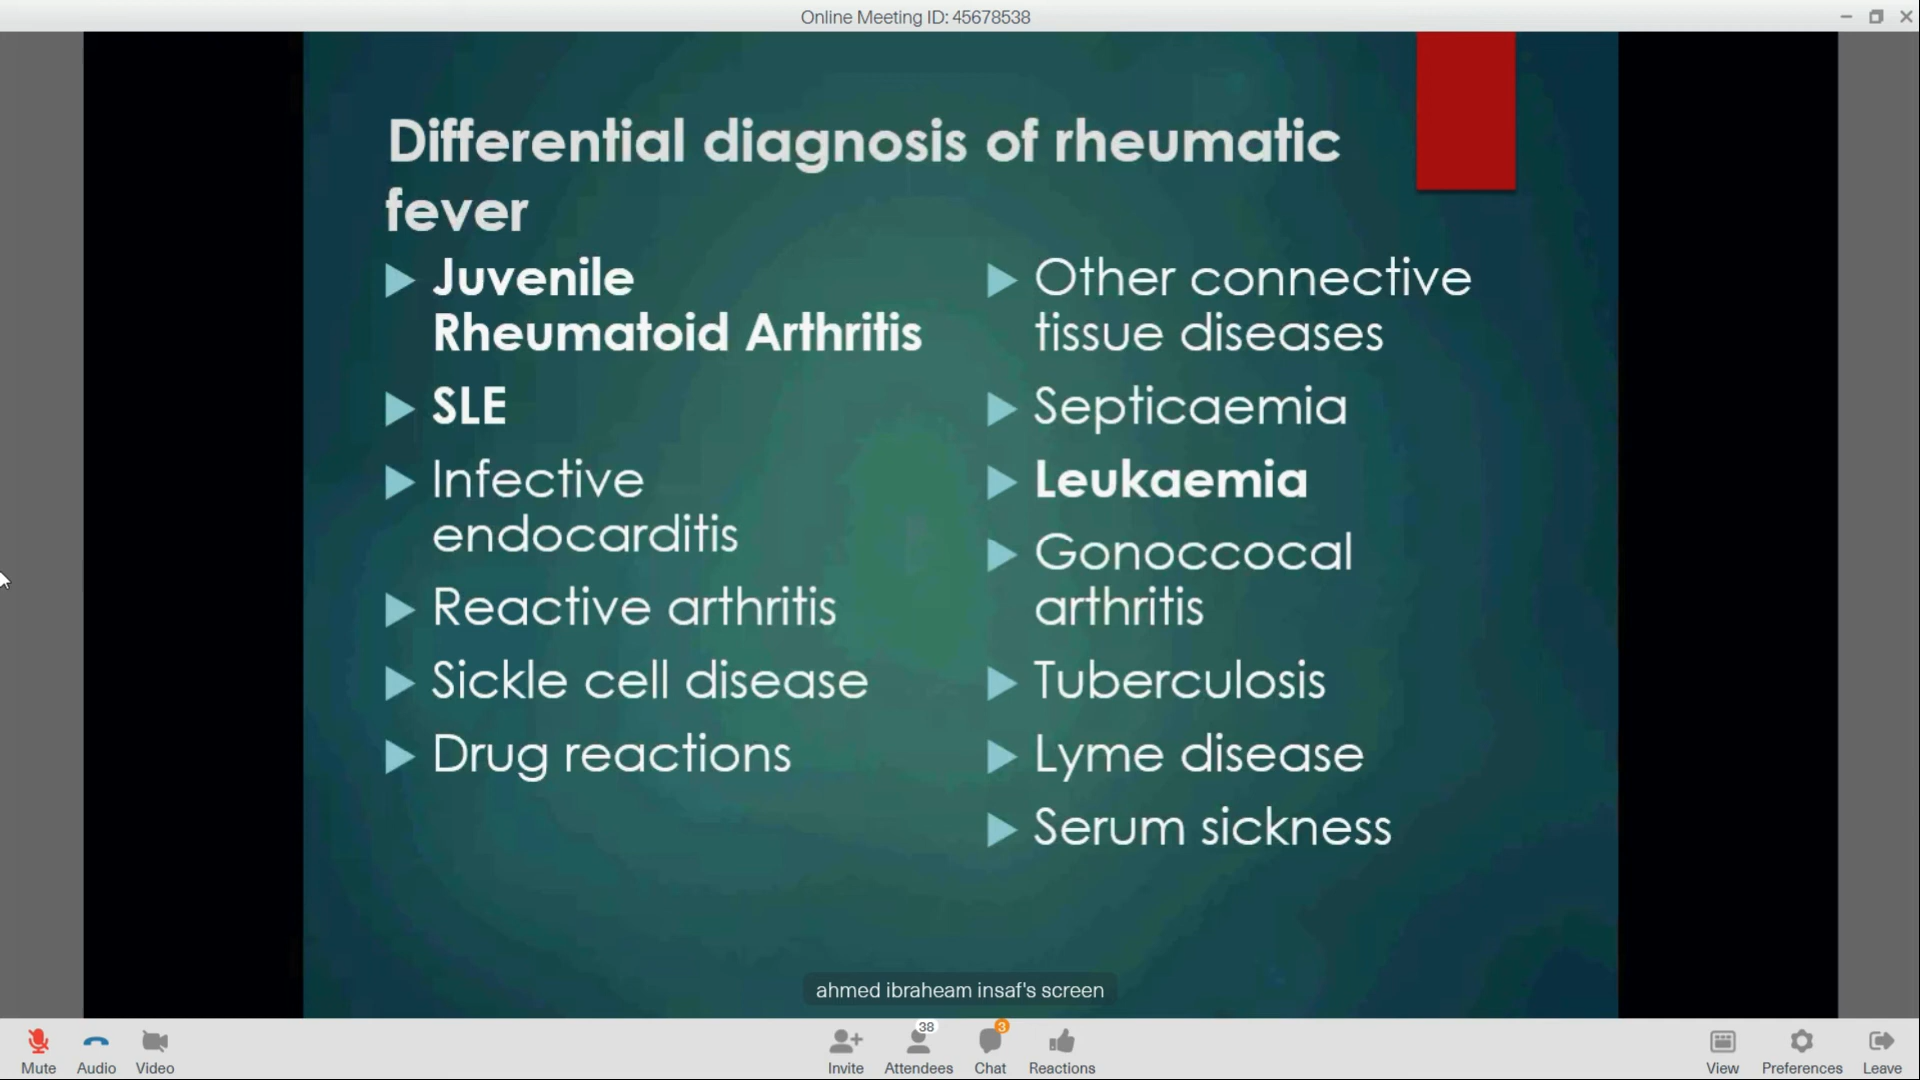 Online Meeting ID: 45678538
Differential diagnosis of rheumatic
fever
Juvenile
Rheumatoid Arthritis
SLE
Infective
endocarditis
Reactive arthritis
Sickle cell disease
Drug reactions
Other connective
tissue diseases
Septicaemia
Leukaemia
Gonoccocal
arthritis
Tuberculosis
Lyme disease
Serum sickness
ahmed ibraheam insaf's screen
Mute
Audio
Video
Invite
38
Attendees
3
Chat
Reactions
View
Preferences
Leave